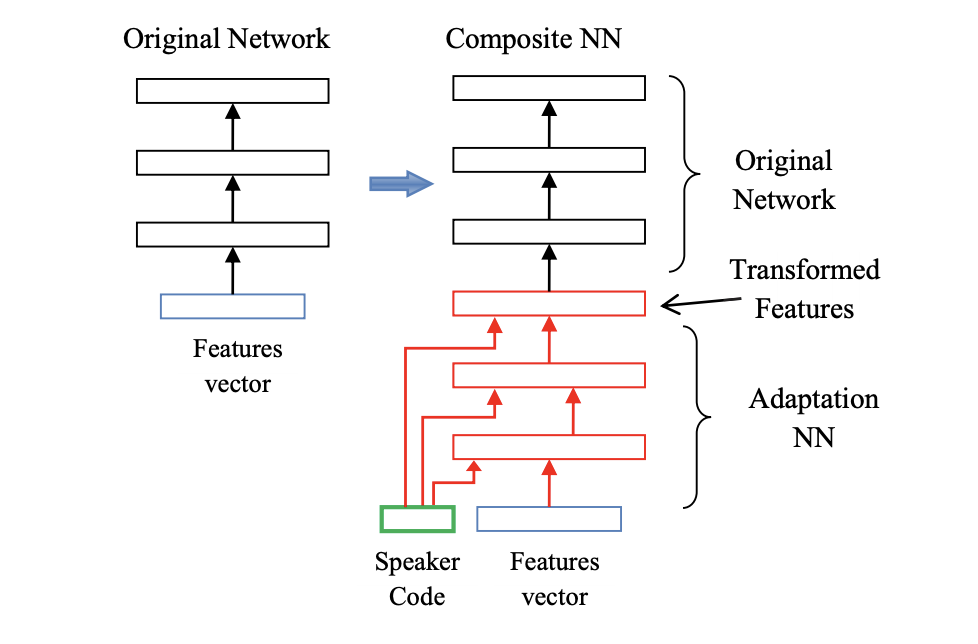 Original Network
Composite NN
Original
Network
Transformed
Features
Features
vector
Adaptation
NN
Speaker
Code
Features
vector